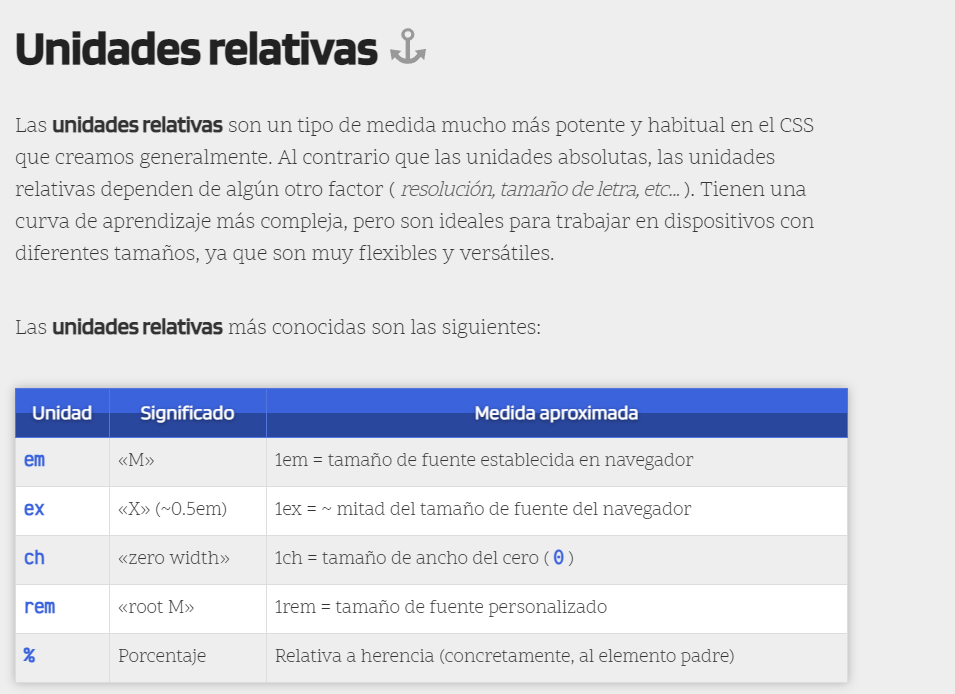 Unidades relativas
Las unidades relativas son un tipo de medida mucho más potente y habitual en el CSS
que creamos generalmente. Al contrario que las unidades absolutas, las unidades
relativas dependen de algún otro factor ( resolución, tamaño de letra, etc... ). Tienen una
curva de aprendizaje más compleja, pero son ideales para trabajar en dispositivos con
diferentes tamaños, ya que son muy flexibles y versátiles.
Las unidades relativas más conocidas son las siguientes:
Unidad Significado Medida aproximada
em «M» 1em = tamaño de fuente establecida en navegador
ex «X» (~0.5em) 1ex = ~ mitad del tamaño de fuente del navegador
ch «zero width» 1ch = tamaño de ancho del cero ( 0 )
rem «root M» 1rem = tamaño de fuente personalizado
% Porcentaje Relativa a herencia (concretamente, al elemento padre)